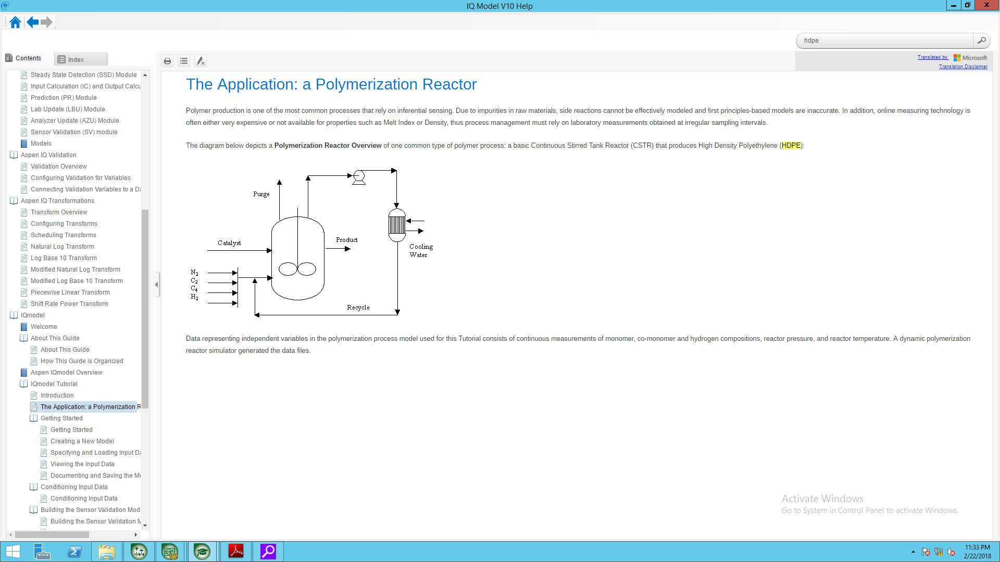 IQ Model V10 Help
hdpe
Contents
Index
Translated by Microsoft
Translation Disclaimer
Steady State Detection (SSD) Module
Input Calculation (IC) and Output Calcu
Prediction (PR) Module
Lab Update (LBU) Module
Analyzer Update (AZU) Module
Sensor Validation (SV) module
Models
Aspen IQ Validation
Validation Overview
Configuring Validation for Variables
Connecting Validation Variables to a Da
Aspen IQ Transformations
Transform Overview
Configuring Transforms
Scheduling Transforms
Natural Log Transform
Log Base 10 Transform
Modified Natural Log Transform
Modified Log Base 10 Transform
Piecewise Linear Transform
Shift Rate Power Transform
IQmodel
Welcome
About This Guide
About This Guide
How This Guide is Organized
Aspen IQmodel Overview
IQmodel Tutorial
Introduction
The Application: a Polymerization R
Getting Started
Getting Started
Creating a New Model
Specifying and Loading Input Da
Viewing the Input Data
Documenting and Saving the Mo
Conditioning Input Data
Conditioning Input Data
Building the Sensor Validation Mod
Building the Sensor Validation M
The Application: a Polymerization Reactor
Polymer production is one of the most common processes that rely on inferential sensing. Due to impurities in raw materials, side reactions cannot be effectively modeled and first principles-based models are inaccurate. In addition, online measuring technology is
often either very expensive or not available for properties such as Melt Index or Density, thus process management must rely on laboratory measurements obtained at irregular sampling intervals.
The diagram below depicts a Polymerization Reactor Overview of one common type of polymer process: a basic Continuous Stirred Tank Reactor (CSTR) that produces High Density Polyethylene (HDPE):
Purge
Catalyst
Product
Cooling
Water
N2
C2
C4
H2
Recycle
Data representing independent variables in the polymerization process model used for this Tutorial consists of continuous measurements of monomer, co-monomer and hydrogen compositions, reactor pressure, and reactor temperature. A dynamic polymerization
reactor simulator generated the data files.
Activate Windows
Go to System in Control Panel to activate Windows.
11:33 PM
2/22/2018